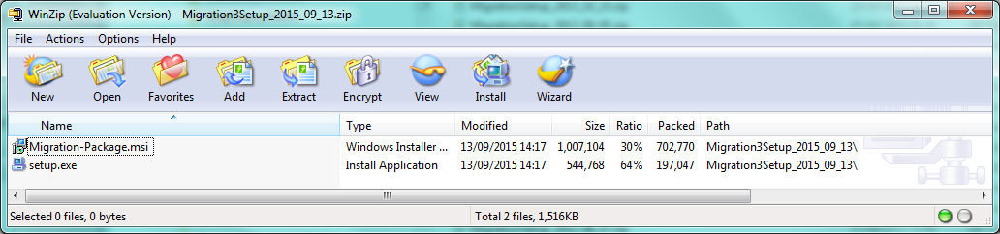 WinZip (Evaluation Version) - Migration3Setup_2015_09_13.zip
File Actions Options Help
New Open Favorites Add Extract Encrypt View Install Wizard
Name Type Modified Size Ratio Packed Path
Migration-Package.msi Windows Installer ... 13/09/2015 14:17 1,007,104 30% 702,770 Migration3Setup_2015_09_13\
setup.exe Install Application 13/09/2015 14:17 544,768 64% 197,047 Migration3Setup_2015_09_13\
Selected 0 files, 0 bytes Total 2 files, 1,516KB